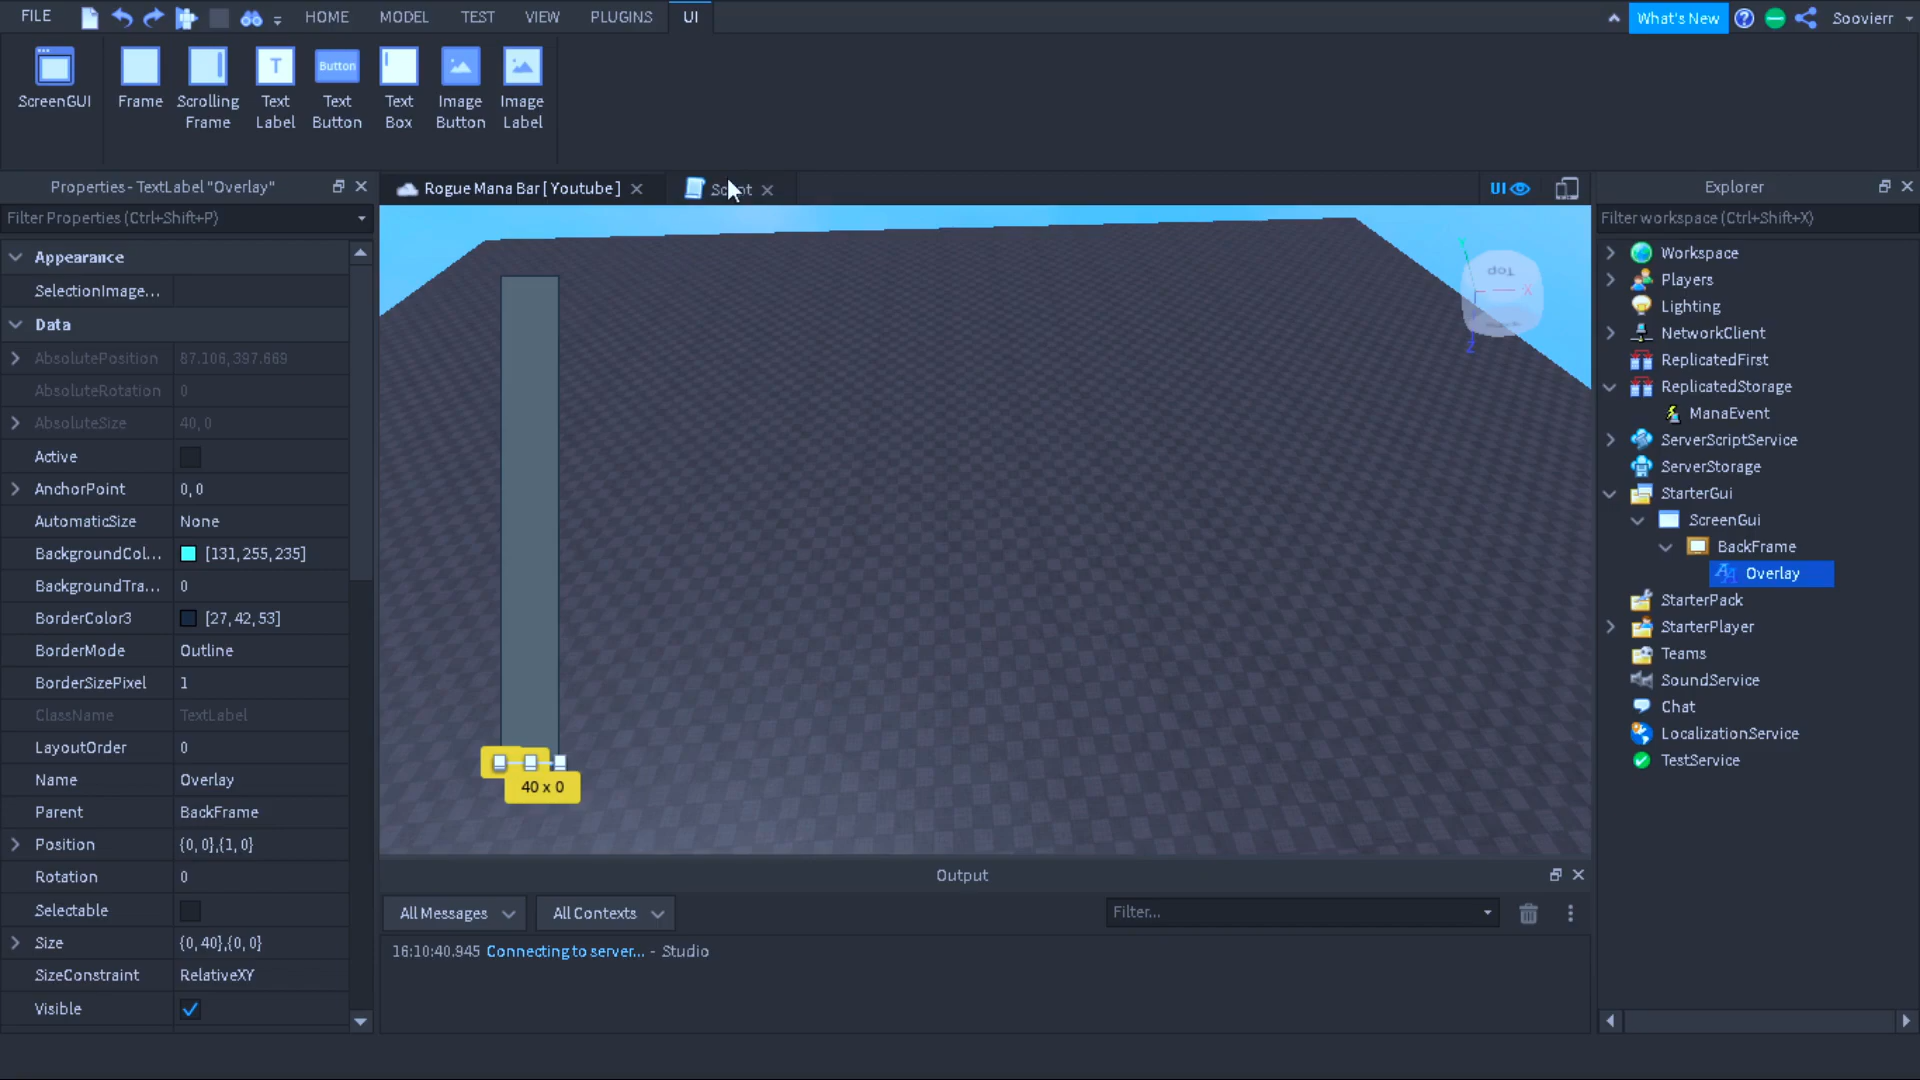 FILE HOME MODEL TEST VIEW PLUGINS UI What's New Soovierr
ScreenGUI Frame Scrolling Frame Text Label Button Text Button Text Box Image Button Image Label
Properties - TextLabel "Overlay"
Filter Properties (Ctrl+Shift+P)
Appearance
SelectionImage...
Data
AbsolutePosition 87.106, 397.669
AbsoluteRotation 0
AbsoluteSize 40, 0
Active
AnchorPoint 0, 0
AutomaticSize None
BackgroundCol... [131, 255, 235]
BackgroundTra... 0
BorderColor3 [27, 42, 53]
BorderMode Outline
BorderSizePixel 1
ClassName TextLabel
LayoutOrder 0
Name Overlay
Parent BackFrame
Position {0, 0},{1, 0}
Rotation 0
Selectable
Size {0, 40},{0, 0}
SizeConstraint RelativeXY
Visible
Rogue Mana Bar [ Youtube ] UI
Top
X
Y
Z
40 x 0
Output
All Messages All Contexts Filter...
16:10:40.945 Connecting to server... - Studio
Explorer
Filter workspace (Ctrl+Shift+X)
Workspace
Players
Lighting
NetworkClient
ReplicatedFirst
ReplicatedStorage
ManaEvent
ServerScriptService
ServerStorage
StarterGui
ScreenGui
BackFrame
Overlay
StarterPack
StarterPlayer
Teams
SoundService
Chat
LocalizationService
TestService